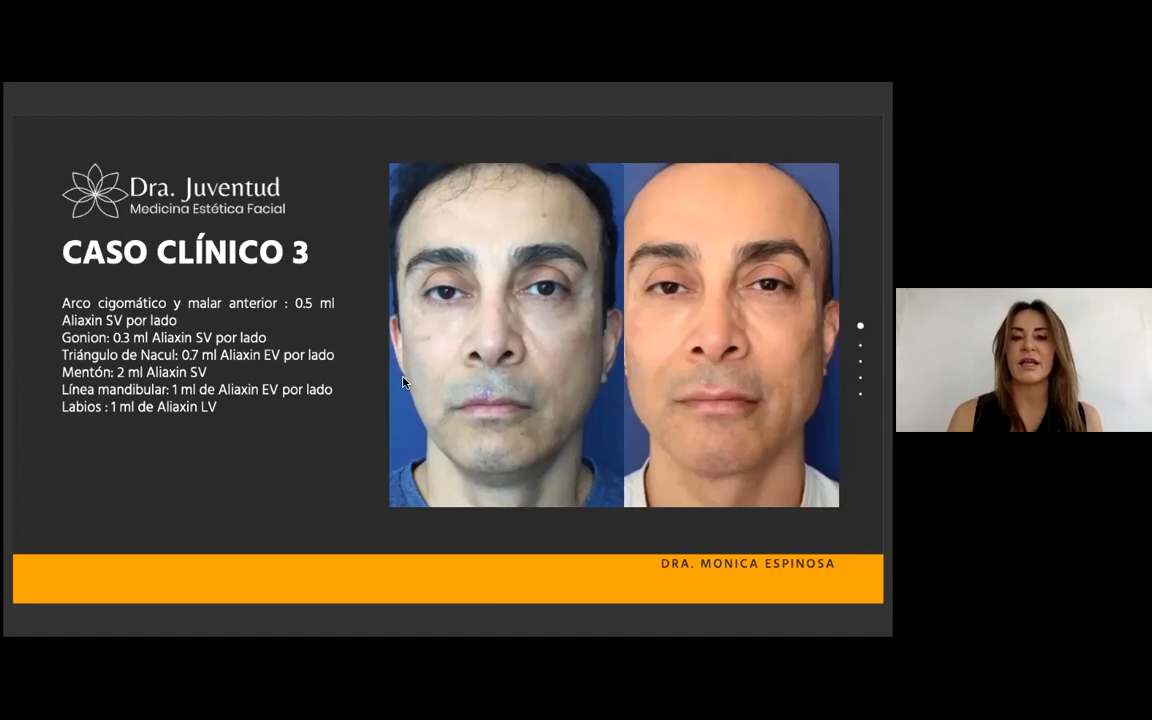 Dra. Juventud
Medicina Estética Facial
CASO CLÍNICO 3
Arco cigomático y malar anterior : 0.5 ml
Aliaxin SV por lado
Gonion: 0.3 ml Aliaxin SV por lado
Triángulo de Nacul: 0.7 ml Aliaxin EV por lado
Mentón: 2 ml Aliaxin SV
Línea mandibular: 1 ml de Aliaxin EV por lado
Labios : 1 ml de Aliaxin LV
DRA. MONICA ESPINOSA